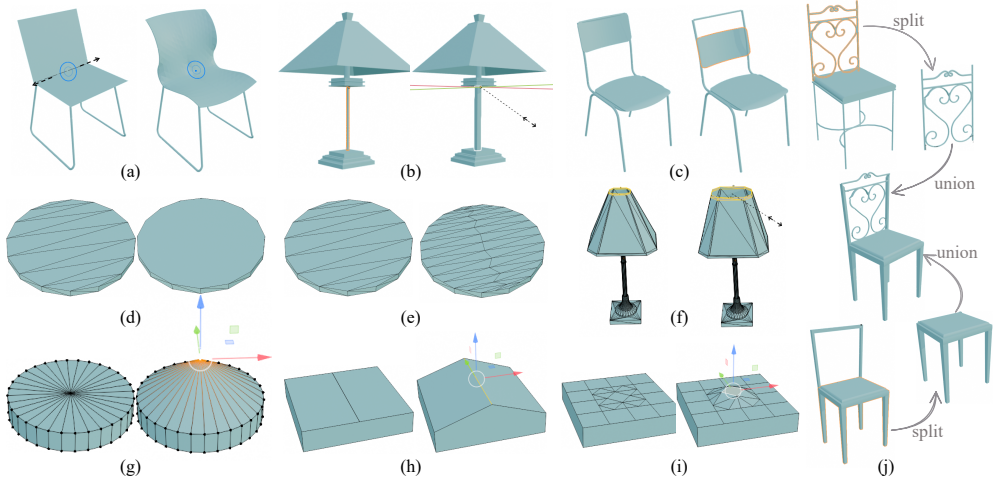 split
(a)
(b)
(c)
union
union
(d)
(e)
(f)
split
(g)
(h)
(i)
(j)